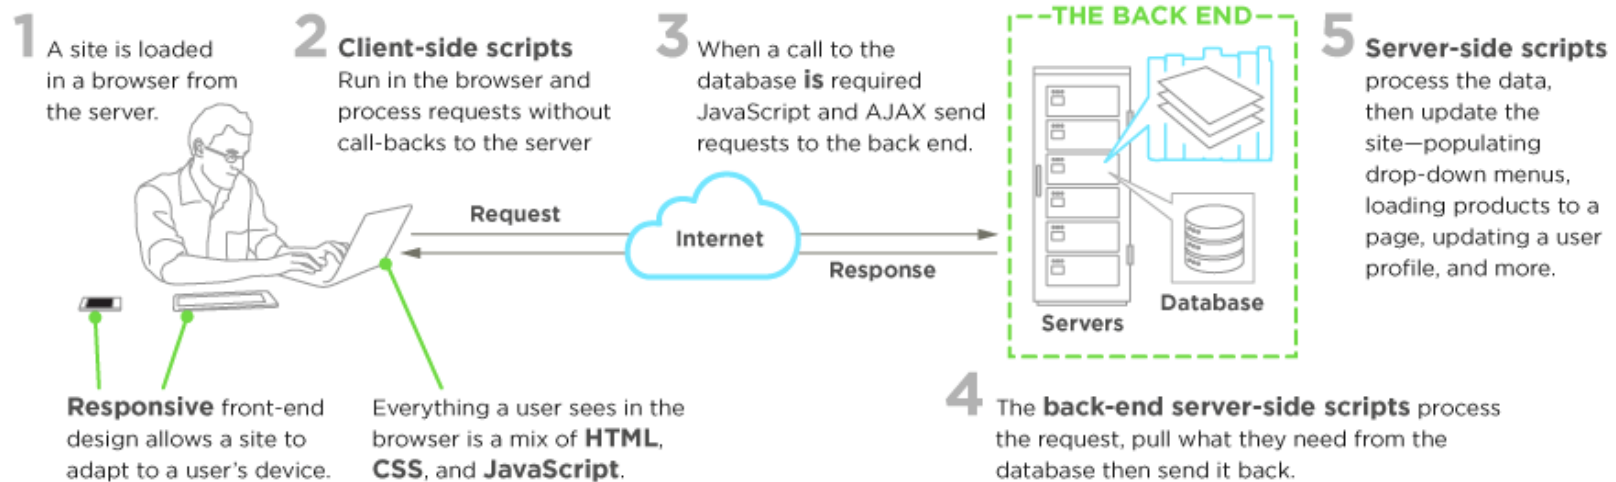 1
A site is loaded
in a browser from
the server.
2
Client-side scripts
Run in the browser and
process requests without
call-backs to the server
3
When a call to the
database is required
JavaScript and AJAX send
requests to the back end.
THE BACK END
5
Server-side scripts
process the data,
then update the
site—populating
drop-down menus,
loading products to a
page, updating a user
profile, and more.
Request
Internet
Response
Servers
Database
Responsive front-end
design allows a site to
adapt to a user's device.
Everything a user sees in the
browser is a mix of HTML,
CSS, and JavaScript.
4
The back-end server-side scripts process
the request, pull what they need from the
database then send it back.